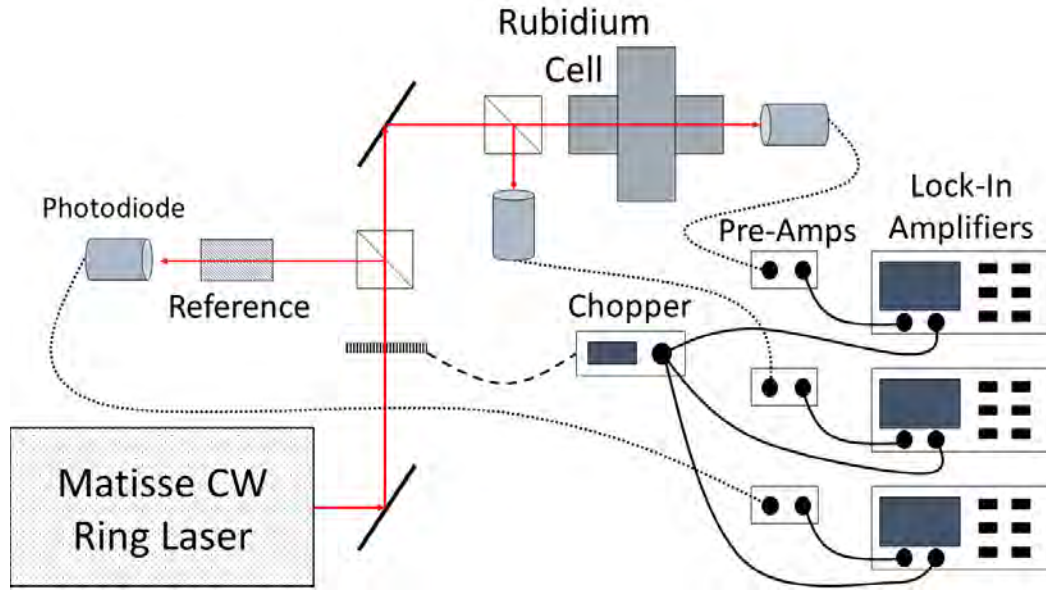 Rubidium
Cell
Lock-In
Amplifiers
Photodiode
Pre-Amps
Reference
Chopper
Matisse CW
Ring Laser